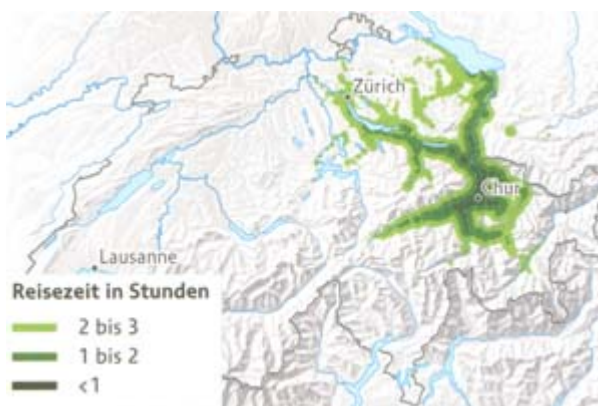 Zürich
Chur
Lausanne
Reisezeit in Stunden
2 bis 3
1 bis 2
<1